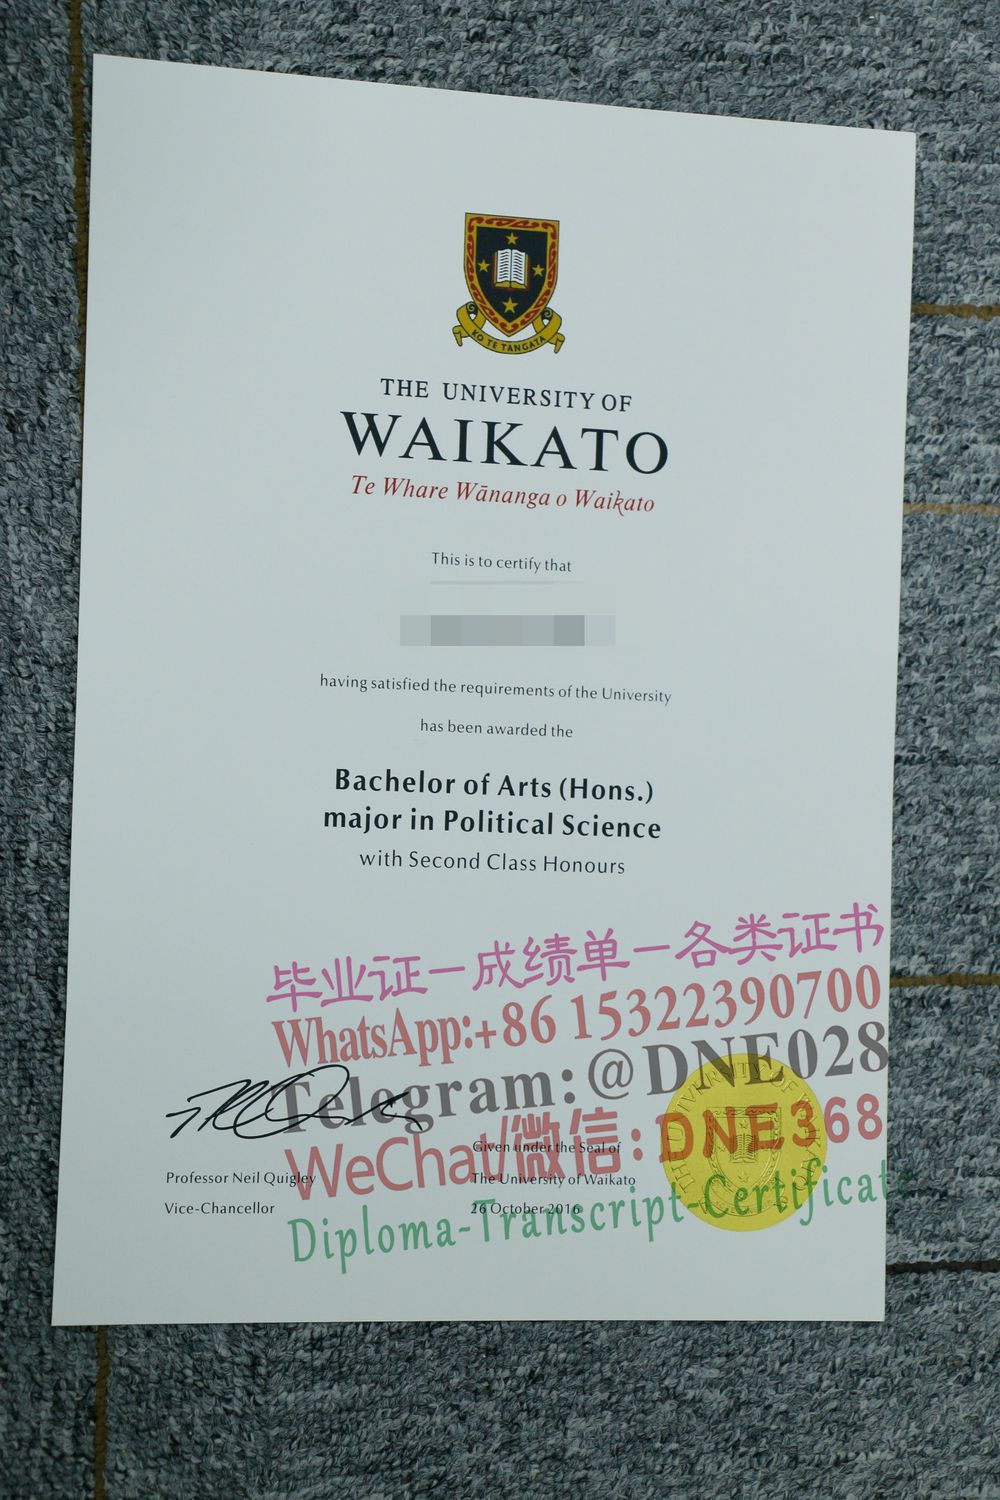 KO TE TANGATA
THE UNIVERSITY OF
WAIKATO
Te Whare Wānanga o Waikato
This is to certify that
having satisfied the requirements of the University
has been awarded the
Bachelor of Arts (Hons.)
major in Political Science
with Second Class Honours
毕业证一成绩单一各类证书
WhatsApp:+86 15322390700
Telegram:@DNE028
WeChat/微信:DNE368
Diploma-Transcript-Certificate
Professor Neil Quigley
Vice-Chancellor
Given under the Seal of
The University of Waikato
26 October 2016
THE UNIVERSITY OF WAIKATO